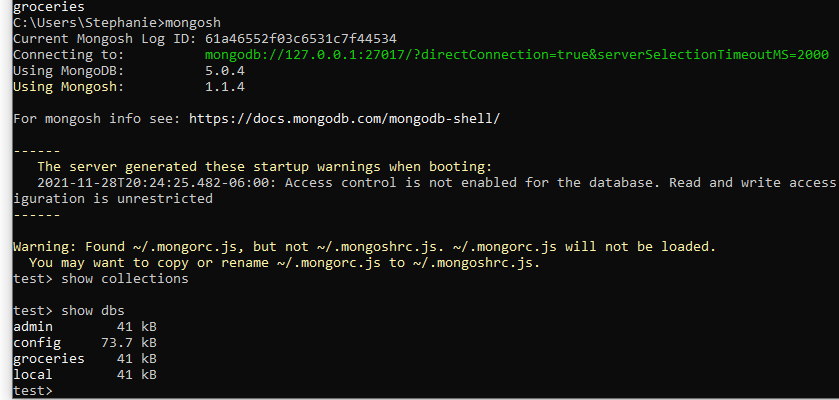 groceries
C:\Users\Stephanie>mongosh
Current Mongosh Log ID: 61a46552f03c6531c7f44534
Connecting to:          mongodb://127.0.0.1:27017/?directConnection=true&serverSelectionTimeoutMS=2000
Using MongoDB:          5.0.4
Using Mongosh:          1.1.4

For mongosh info see: https://docs.mongodb.com/mongodb-shell/

------
   The server generated these startup warnings when booting:
   2021-11-28T20:24:25.482-06:00: Access control is not enabled for the database. Read and write access
iguration is unrestricted
------

Warning: Found ~/.mongorc.js, but not ~/.mongoshrc.js. ~/.mongorc.js will not be loaded.
  You may want to copy or rename ~/.mongorc.js to ~/.mongoshrc.js.
test> show collections

test> show dbs
admin        41 kB
config     73.7 kB
groceries    41 kB
local        41 kB
test>